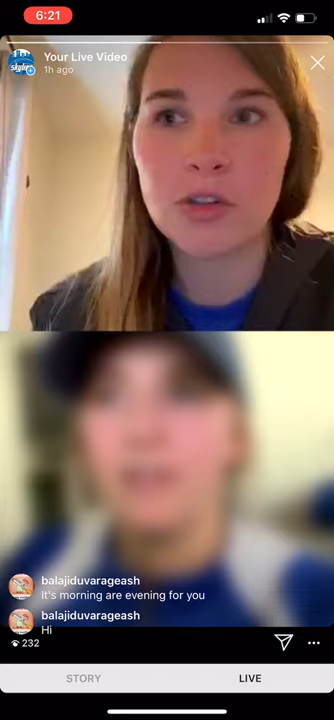 6:21
Your Live Video
1h ago
skyline
balajiduvarageash
It's morning are evening for you
balajiduvarageash
Hi
232
STORY
LIVE